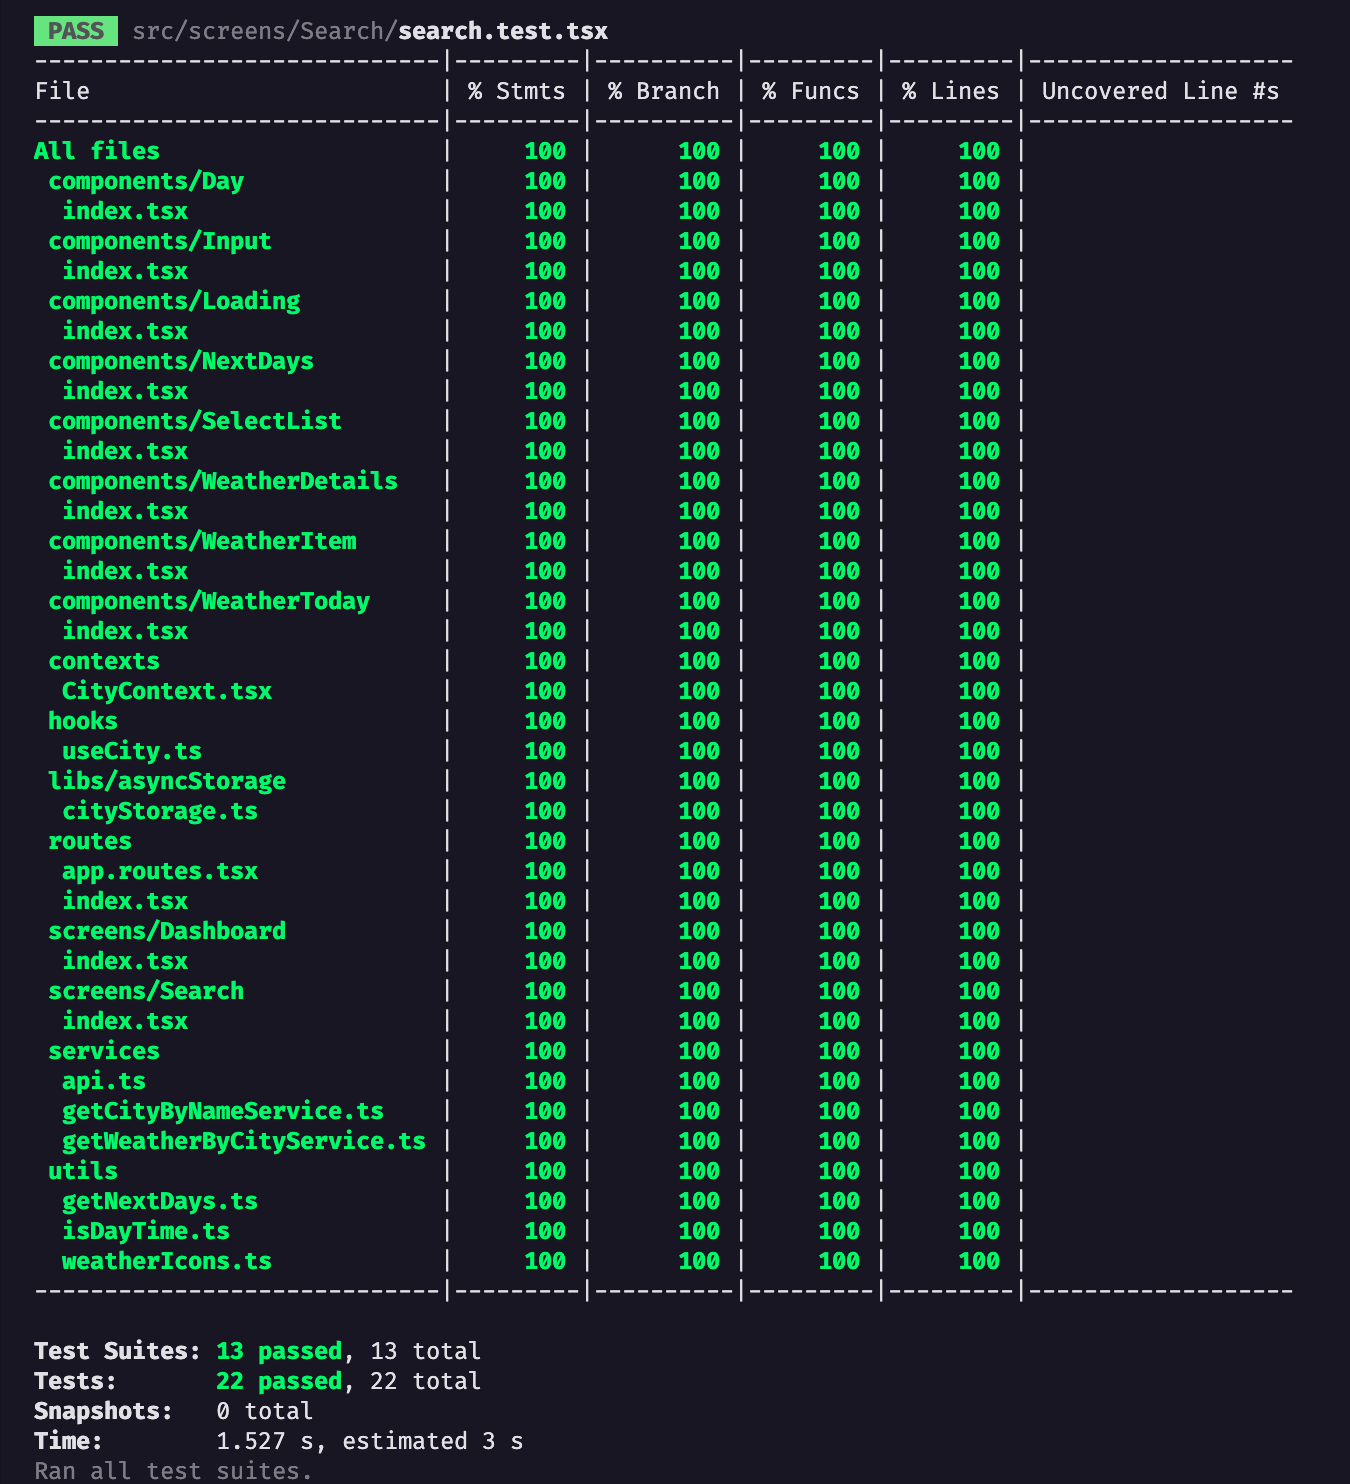 PASS src/screens/Search/search.test.tsx
-----------------------------|---------|----------|---------|---------|-------------------
File                         | % Stmts | % Branch | % Funcs | % Lines | Uncovered Line #s
-----------------------------|---------|----------|---------|---------|-------------------
All files                    |     100 |      100 |     100 |     100 |
 components/Day              |     100 |      100 |     100 |     100 |
  index.tsx                  |     100 |      100 |     100 |     100 |
 components/Input            |     100 |      100 |     100 |     100 |
  index.tsx                  |     100 |      100 |     100 |     100 |
 components/Loading          |     100 |      100 |     100 |     100 |
  index.tsx                  |     100 |      100 |     100 |     100 |
 components/NextDays         |     100 |      100 |     100 |     100 |
  index.tsx                  |     100 |      100 |     100 |     100 |
 components/SelectList       |     100 |      100 |     100 |     100 |
  index.tsx                  |     100 |      100 |     100 |     100 |
 components/WeatherDetails   |     100 |      100 |     100 |     100 |
  index.tsx                  |     100 |      100 |     100 |     100 |
 components/WeatherItem      |     100 |      100 |     100 |     100 |
  index.tsx                  |     100 |      100 |     100 |     100 |
 components/WeatherToday     |     100 |      100 |     100 |     100 |
  index.tsx                  |     100 |      100 |     100 |     100 |
 contexts                    |     100 |      100 |     100 |     100 |
  CityContext.tsx            |     100 |      100 |     100 |     100 |
 hooks                       |     100 |      100 |     100 |     100 |
  useCity.ts                 |     100 |      100 |     100 |     100 |
 libs/asyncStorage           |     100 |      100 |     100 |     100 |
  cityStorage.ts             |     100 |      100 |     100 |     100 |
 routes                      |     100 |      100 |     100 |     100 |
  app.routes.tsx             |     100 |      100 |     100 |     100 |
  index.tsx                  |     100 |      100 |     100 |     100 |
 screens/Dashboard           |     100 |      100 |     100 |     100 |
  index.tsx                  |     100 |      100 |     100 |     100 |
 screens/Search              |     100 |      100 |     100 |     100 |
  index.tsx                  |     100 |      100 |     100 |     100 |
 services                    |     100 |      100 |     100 |     100 |
  api.ts                     |     100 |      100 |     100 |     100 |
  getCityByNameService.ts    |     100 |      100 |     100 |     100 |
  getWeatherByCityService.ts |     100 |      100 |     100 |     100 |
 utils                       |     100 |      100 |     100 |     100 |
  getNextDays.ts             |     100 |      100 |     100 |     100 |
  isDayTime.ts               |     100 |      100 |     100 |     100 |
  weatherIcons.ts            |     100 |      100 |     100 |     100 |
-----------------------------|---------|----------|---------|---------|-------------------
Test Suites: 13 passed, 13 total
Tests:       22 passed, 22 total
Snapshots:   0 total
Time:        1.527 s, estimated 3 s
Ran all test suites.